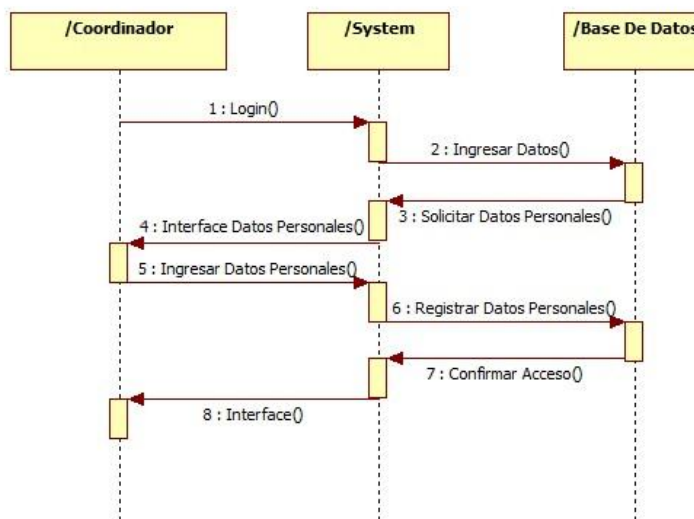 /Coordinador
/System
/Base De Datos
1 : Login()
2 : Ingresar Datos()
3 : Solicitar Datos Personales()
4 : Interface Datos Personales()
5 : Ingresar Datos Personales()
6 : Registrar Datos Personales()
7 : Confirmar Acceso()
8 : Interface()